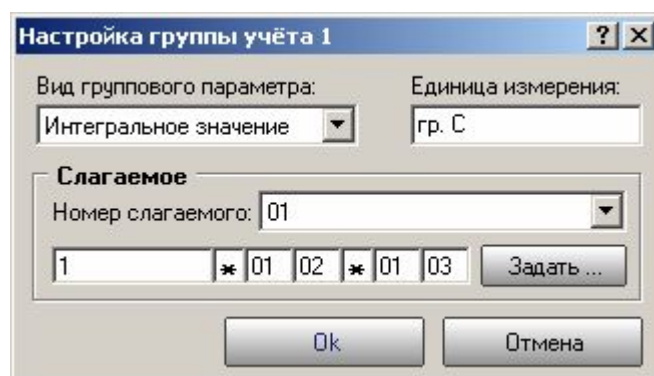 Настройка группы учёта 1 ? ×
Вид группового параметра: Единица измерения:
Интегральное значение гр. С
Слагаемое
Номер слагаемого: 01
1 * 01 02 * 01 03 Задать ...
Ok Отмена